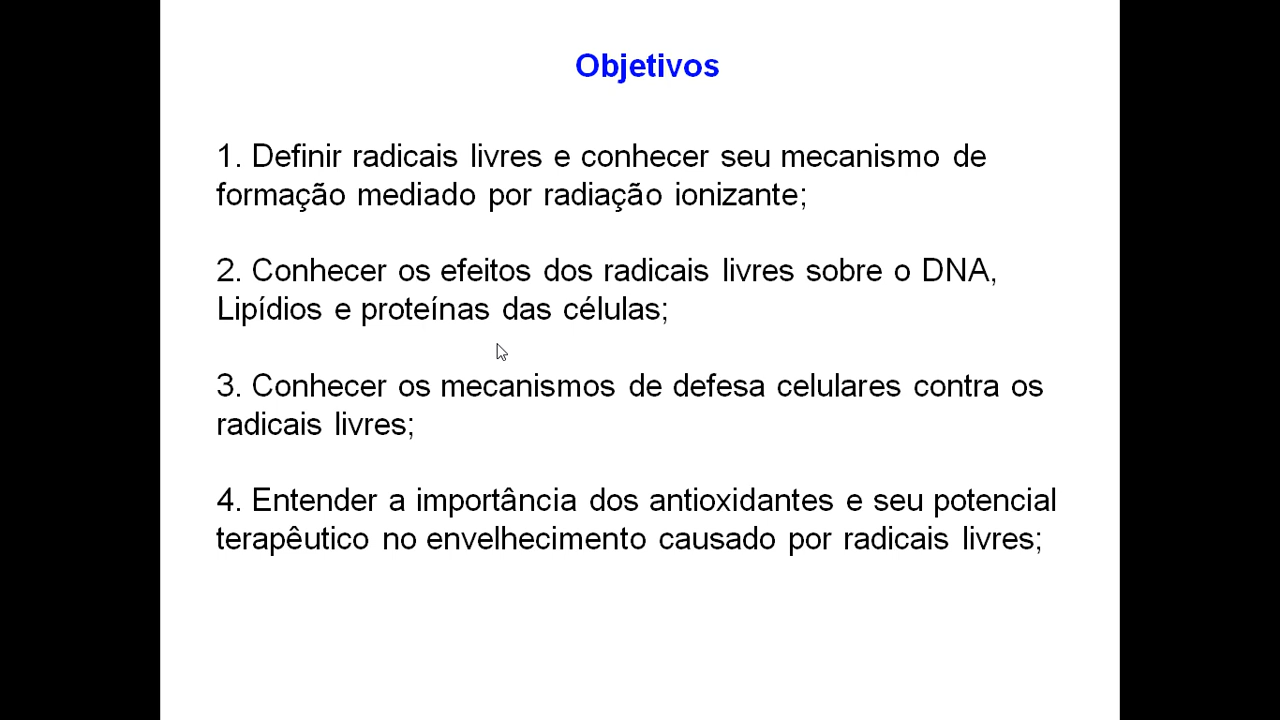 Objetivos
1. Definir radicais livres e conhecer seu mecanismo de
formação mediado por radiação ionizante;
2. Conhecer os efeitos dos radicais livres sobre o DNA,
Lipídios e proteínas das células;
3. Conhecer os mecanismos de defesa celulares contra os
radicais livres;
4. Entender a importância dos antioxidantes e seu potencial
terapêutico no envelhecimento causado por radicais livres;